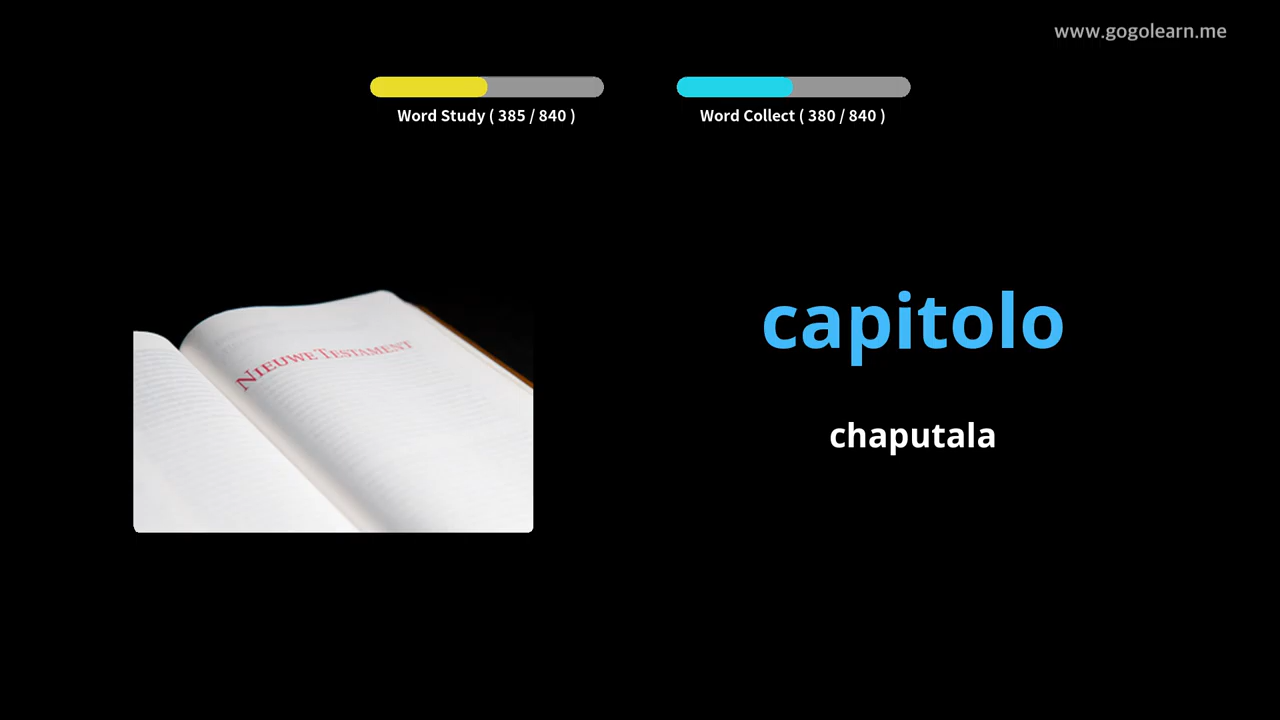 www.gogolearn.me
Word Study ( 385 / 840 )
Word Collect ( 380 / 840 )
NIEUWE TESTAMENT
capitolo
chaputala